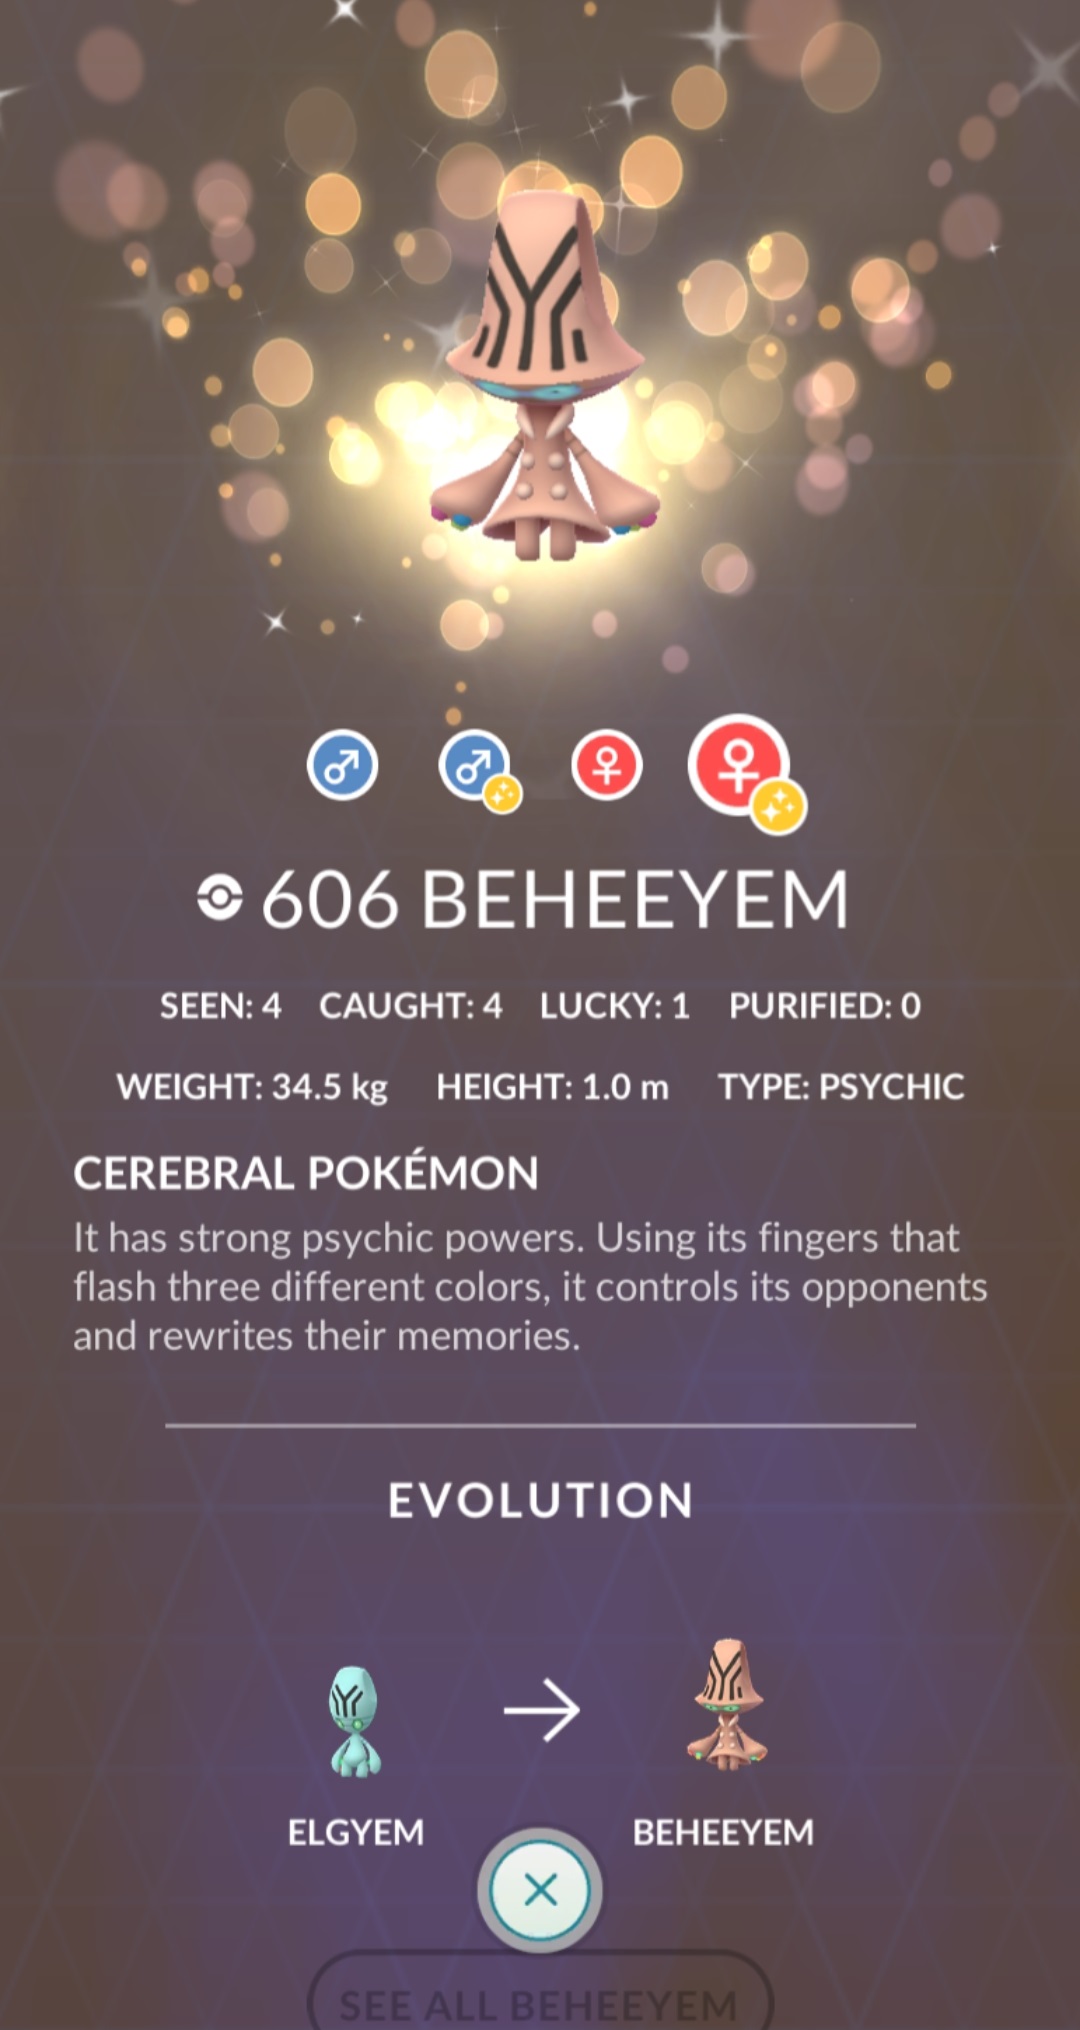 606 BEHEEYEM
SEEN: 4 CAUGHT: 4 LUCKY: 1 PURIFIED: 0
WEIGHT: 34.5 kg HEIGHT: 1.0 m TYPE: PSYCHIC
CEREBRAL POKÉMON
It has strong psychic powers. Using its fingers that
flash three different colors, it controls its opponents
and rewrites their memories.
EVOLUTION
ELGYEM BEHEEYEM
SEE ALL BEHEEYEM